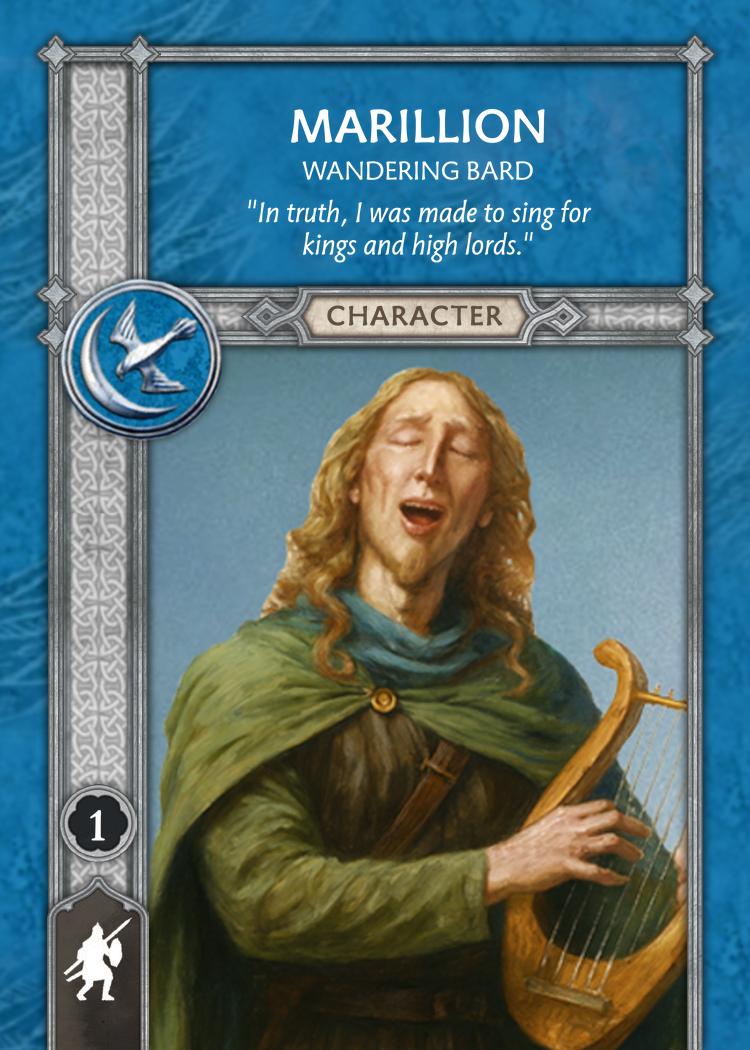 MARILLION
WANDERING BARD
"In truth, I was made to sing for
kings and high lords."
CHARACTER
1